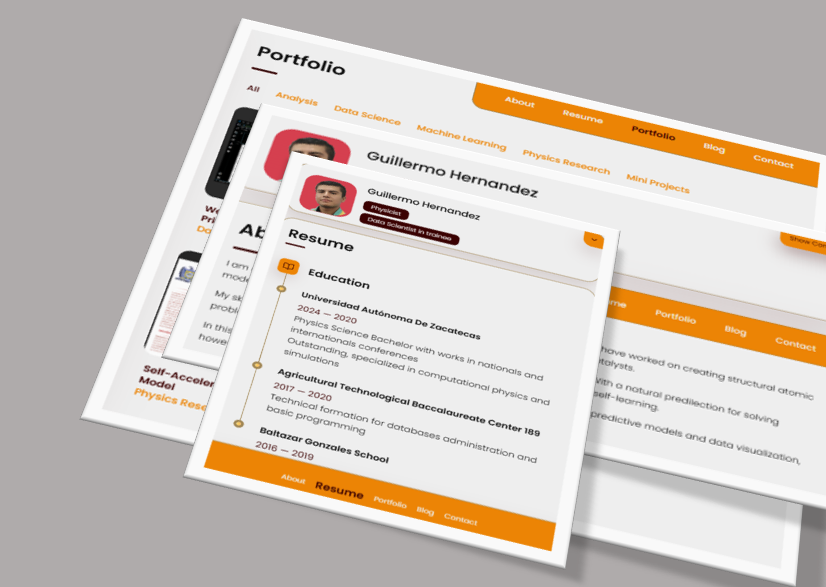 Portfolio
About
Resume
Portfolio
Blog
Contact
All
Analysis
Data Science
Machine Learning
Physics Research
Mini Projects
Self-Acceler
Model
Physics Rese
Guillermo Hernandez
Show Con
Ab
I am
mode
My sk
probl
In this
howe
ume
Portfolio
Blog
Contact
have worked on creating structural atomic
atalysts.
with a natural predilection for solving
self-learning.
predictive models and data visualization,
Guillermo Hernandez
Physicist
Data Scientist in trainee
Resume
Education
Universidad Autónoma De Zacatecas
2024 — 2020
Physics Science Bachelor with works in nationals and
internationals conferences
Outstanding, specialized in computational physics and
simulations
Agricultural Technological Baccalaureate Center 189
2017 — 2020
Technical formation for databases administration and
basic programming
Baltazar Gonzales School
2016 — 2019
About
Resume
Portfolio
Blog
Contact